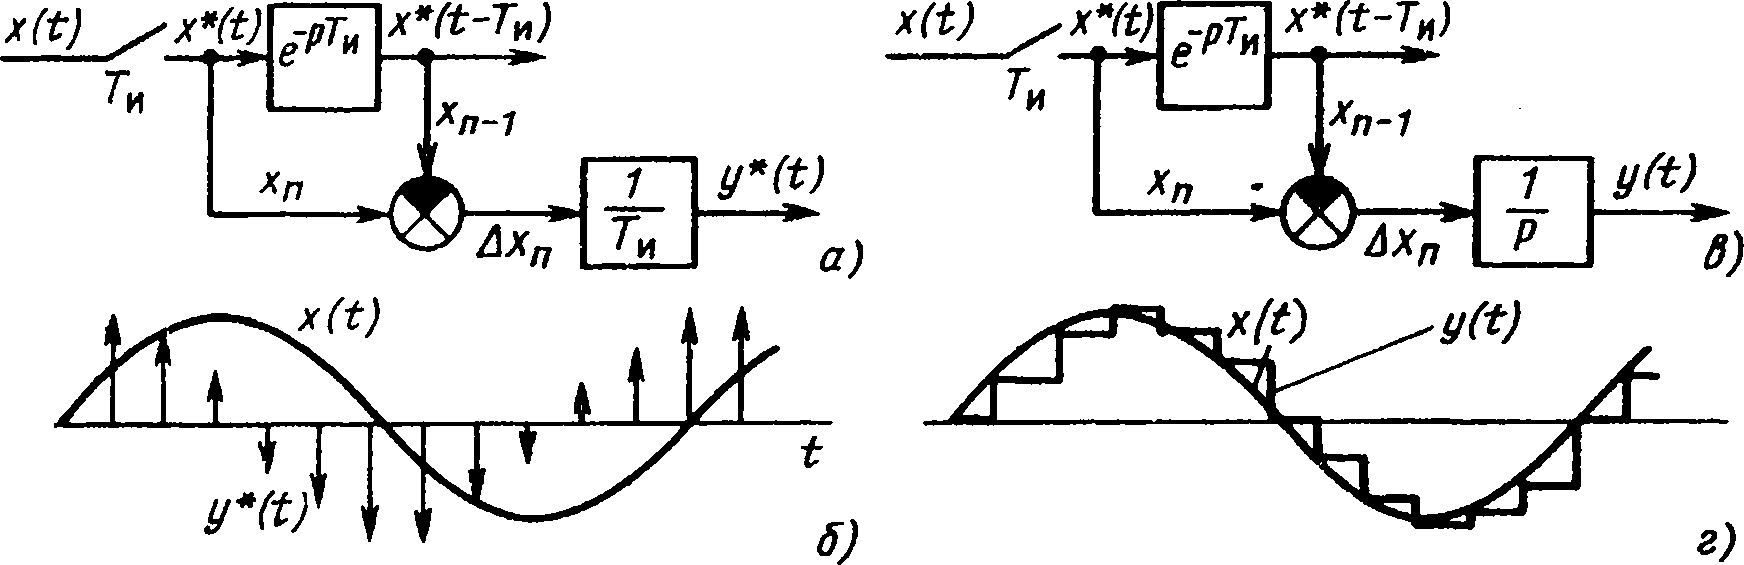 x(t) x*(t) e^-pTи x*(t-Tи)
Tи
xn-1
xn Δxn 1/Tи y*(t)
а)
x(t) x*(t) e^-pTи x*(t-Tи)
Tи
xn-1
xn Δxn 1/p y(t)
в)
x(t)
t
y*(t)
б)
x(t) y(t)
г)